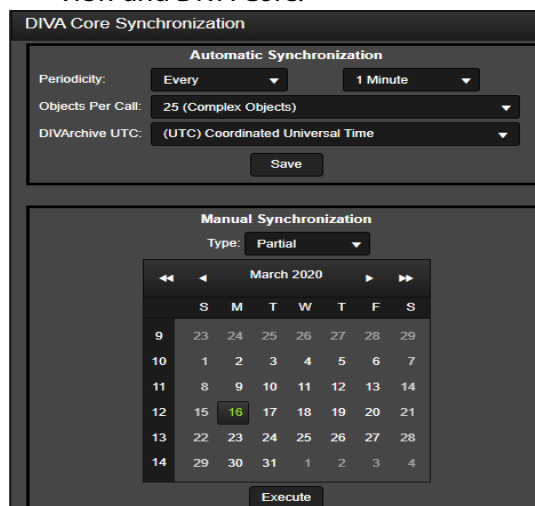 View and DIVA Core.
DIVA Core Synchronization
Automatic Synchronization
Periodicity: Every 1 Minute
Objects Per Call: 25 (Complex Objects)
DIVArchive UTC: (UTC) Coordinated Universal Time
Save
Manual Synchronization
Type: Partial
March 2020
S M T W T F S
9 23 24 25 26 27 28 29
10 1 2 3 4 5 6 7
11 8 9 10 11 12 13 14
12 15 16 17 18 19 20 21
13 22 23 24 25 26 27 28
14 29 30 31 1 2 3 4
Execute